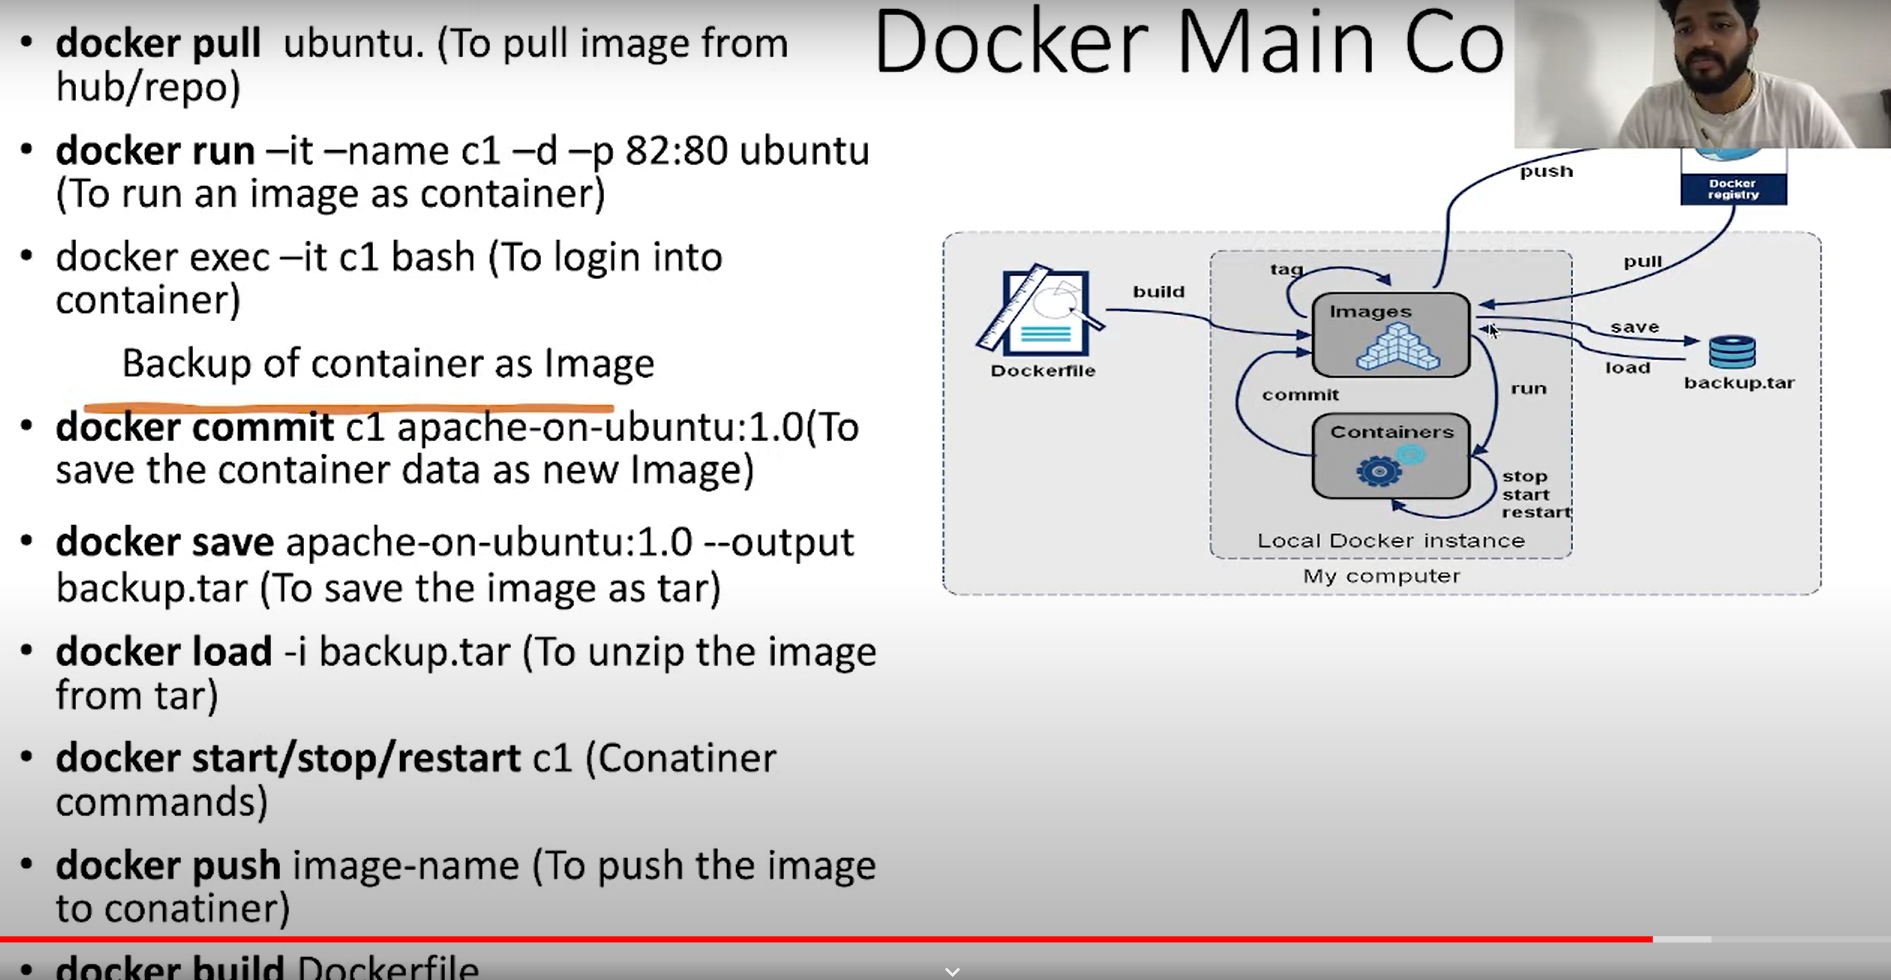 Docker Main Co
• docker pull ubuntu. (To pull image from
hub/repo)
• docker run –it –name c1 –d –p 82:80 ubuntu
(To run an image as container)
• docker exec –it c1 bash (To login into
container)
Backup of container as Image
• docker commit c1 apache-on-ubuntu:1.0(To
save the container data as new Image)
• docker save apache-on-ubuntu:1.0 --output
backup.tar (To save the image as tar)
• docker load -i backup.tar (To unzip the image
from tar)
• docker start/stop/restart c1 (Conatiner
commands)
• docker push image-name (To push the image
to conatiner)
• docker build Dockerfile
push
Docker
registry
pull
tag
build
Images
save
load
backup.tar
Dockerfile
commit
run
Containers
stop
start
restart
Local Docker instance
My computer